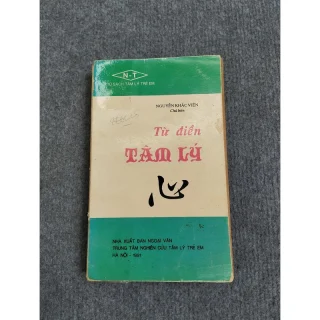 N-T
NGUYỄN KHẮC VIỆN
Chủ biên
Từ điển
TÂM LÝ
心
NHÀ XUẤT BẢN NGOẠI VĂN
TRUNG TÂM NGHIÊN CỨU TÂM LÝ TRẺ EM
HÀ NỘI - 1991